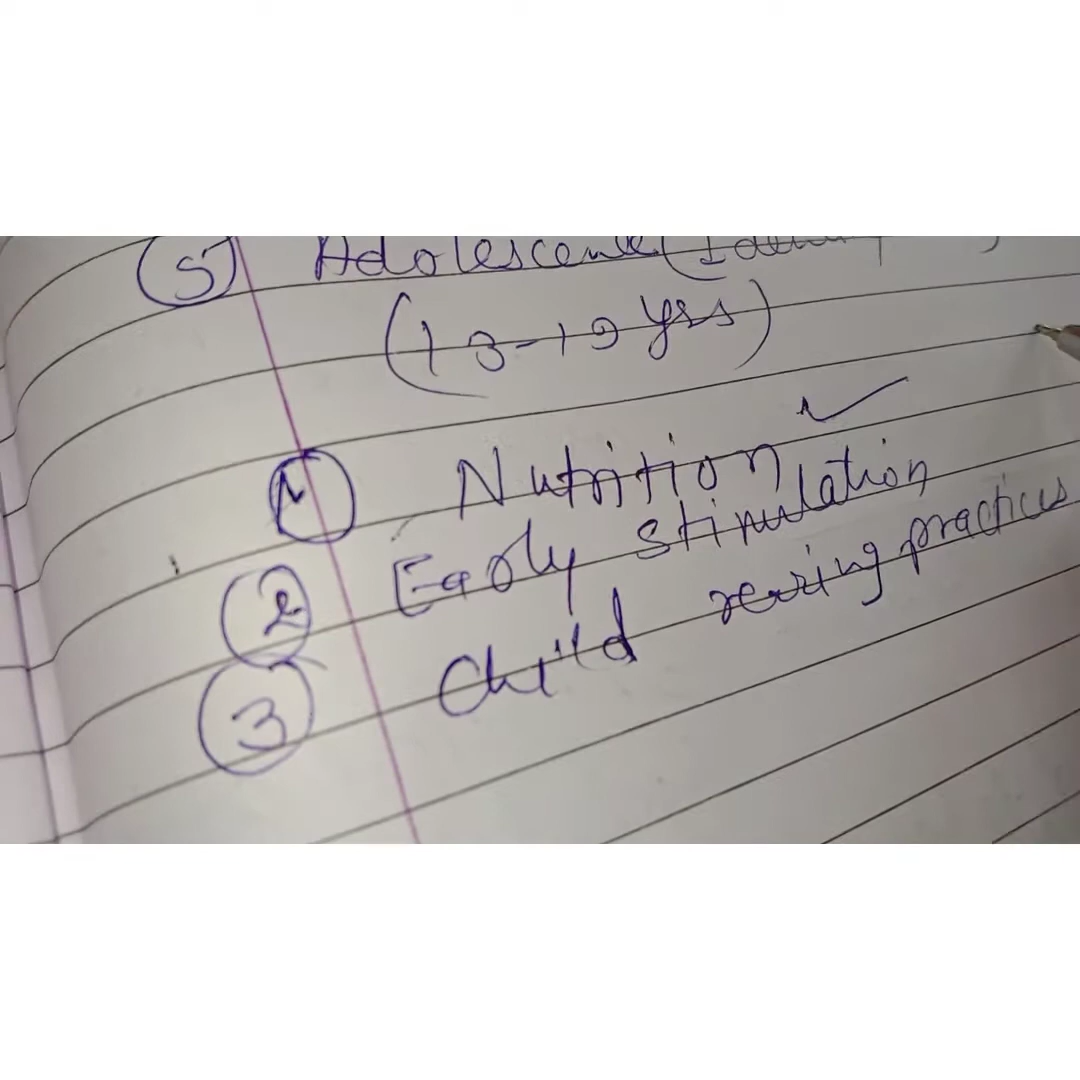 (5) Adolescence (
(13-19 yrs)
(1) Nutrition ✓
(2) Early stimulation
(3) Child rearing practices